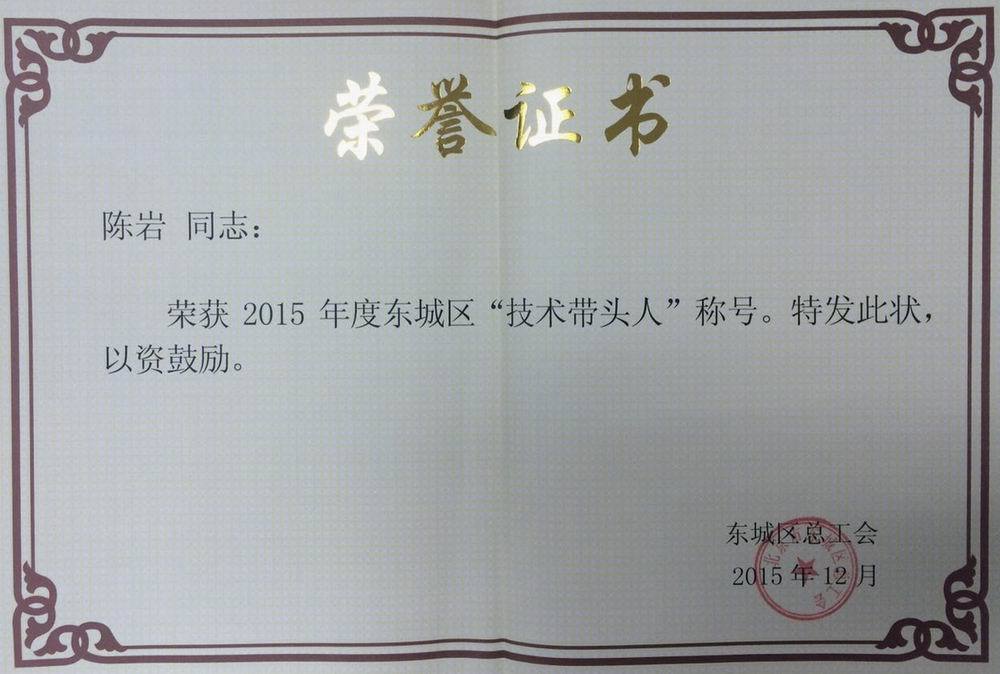 荣誉证书
陈岩 同志：
荣获 2015 年度东城区“技术带头人”称号。特发此状，
以资鼓励。
东城区总工会
2015 年 12 月